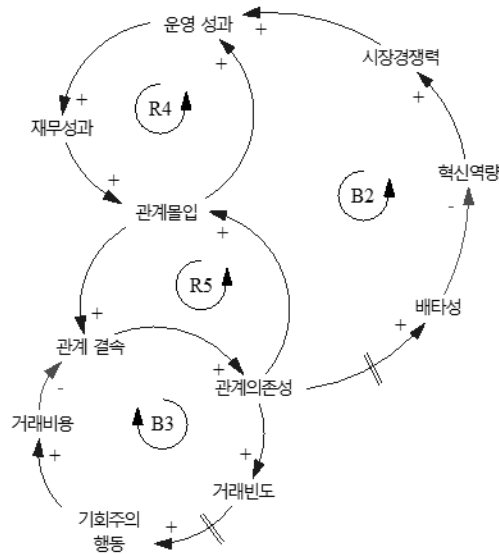 운영 성과
+
+
시장경쟁력
+
+
R4
+
재무성과
혁신역량
+
-
B2
관계몰입
+
R5
배타성
+
+
관계 결속
+
관계의존성
-
거래비용
B3
+
+
거래빈도
기회주의
행동
+